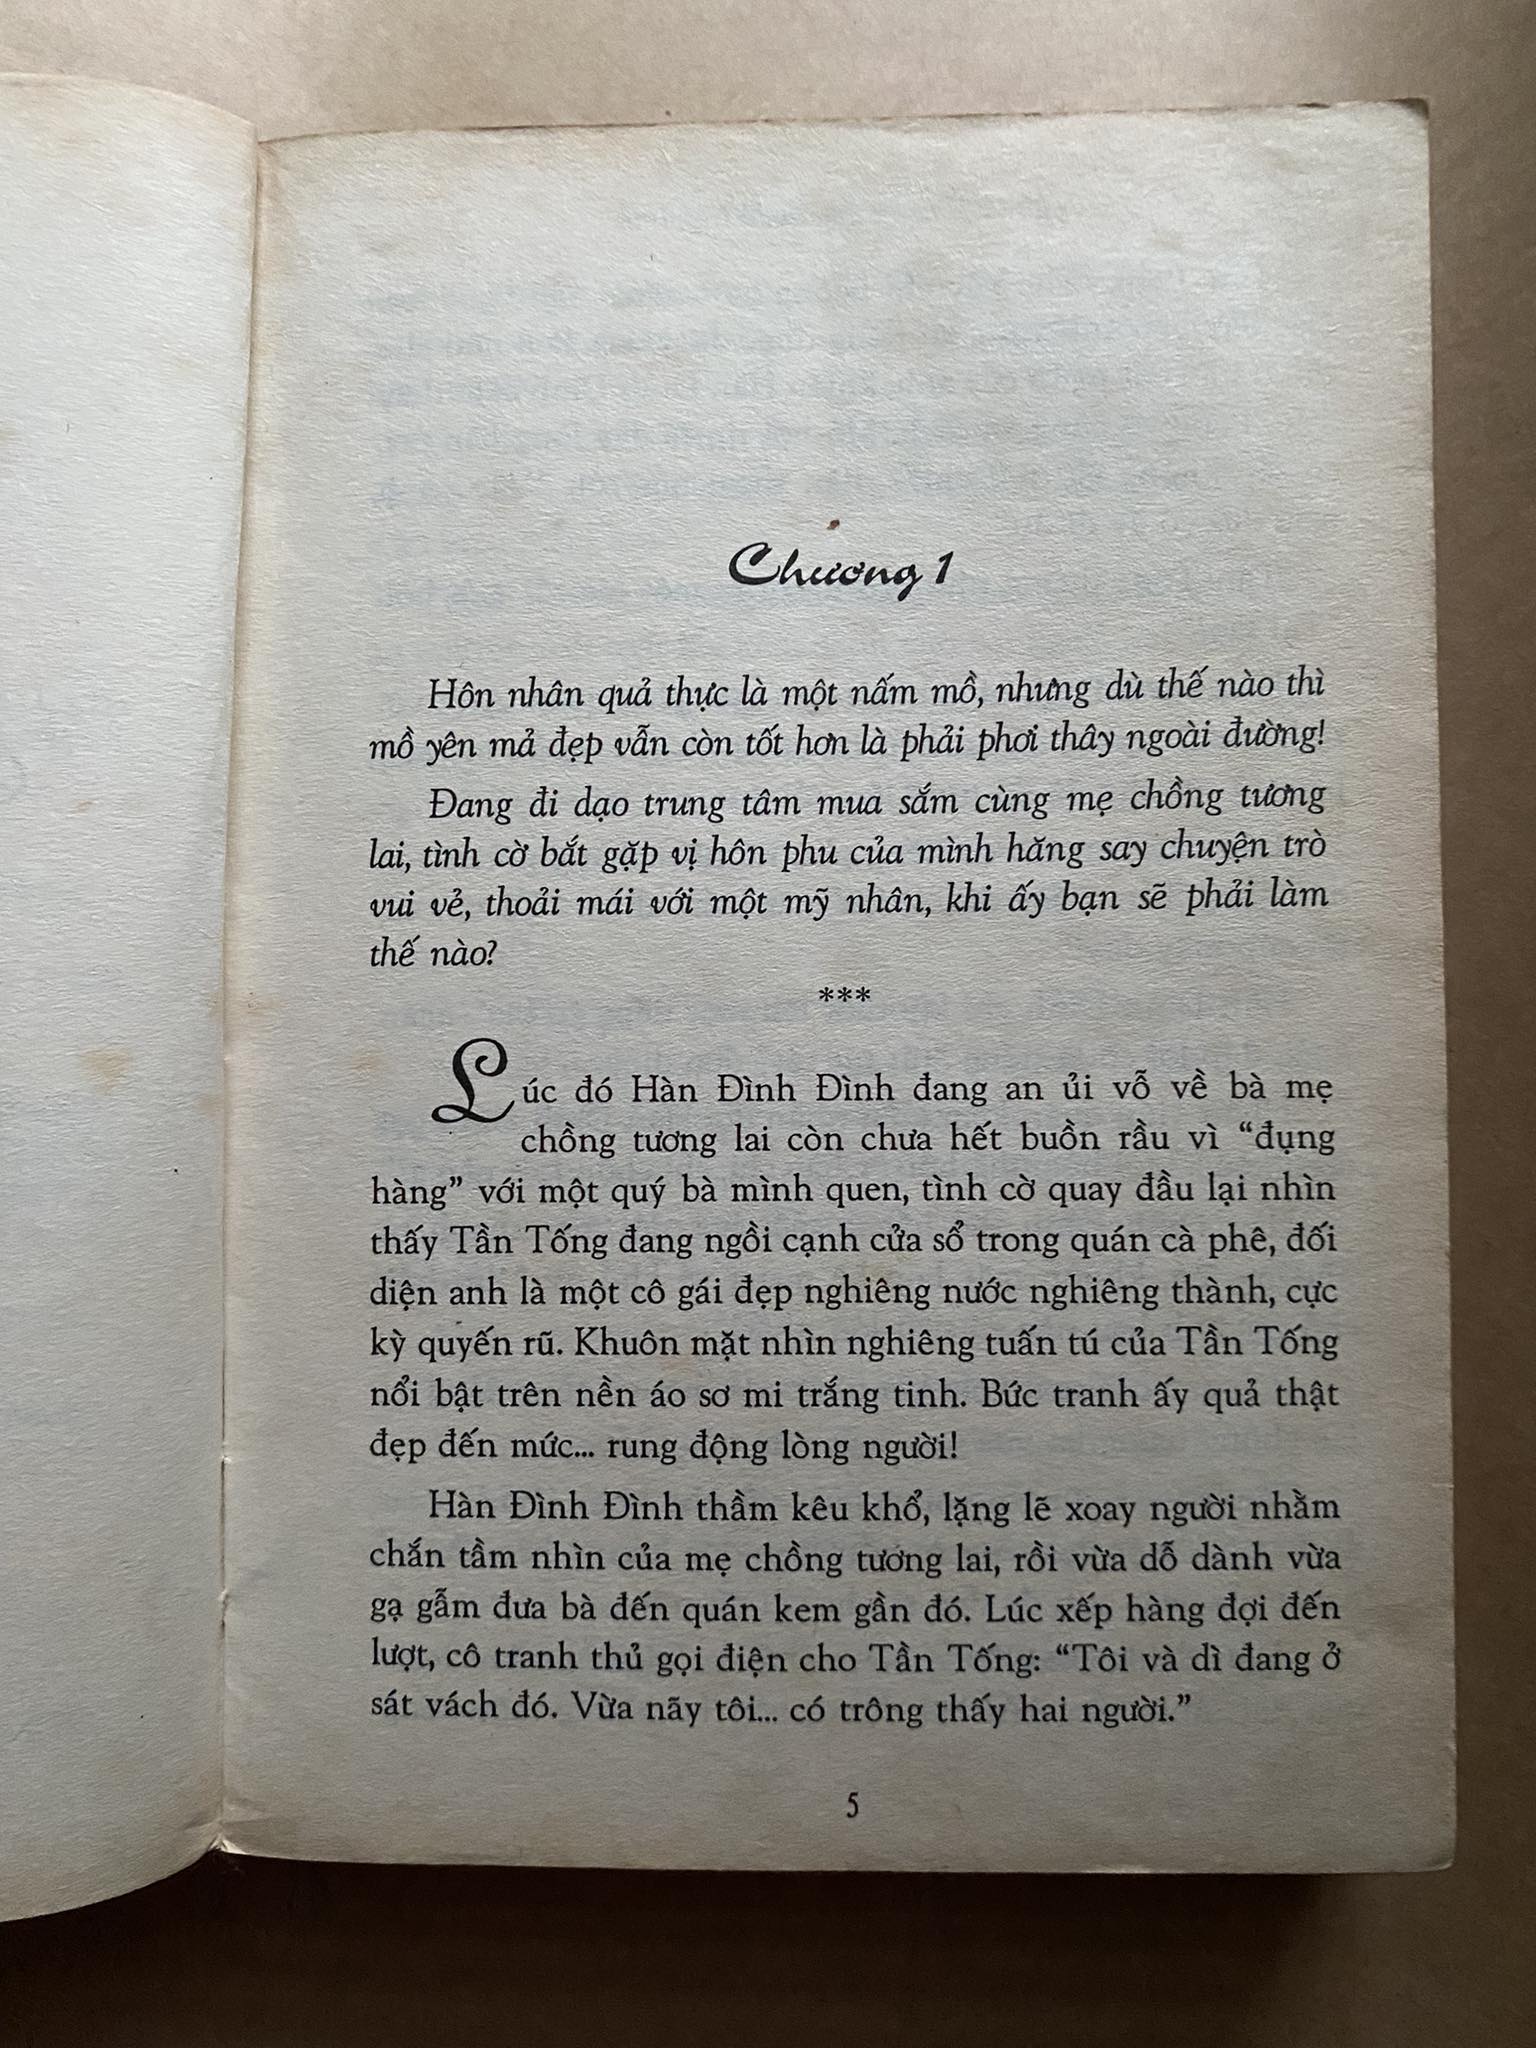 Chương 1
Hôn nhân quả thực là một nấm mồ, nhưng dù thế nào thì
mồ yên mả đẹp vẫn còn tốt hơn là phải phơi thây ngoài đường!
Đang đi dạo trung tâm mua sắm cùng mẹ chồng tương
lai, tình cờ bắt gặp vị hôn phu của mình hăng say chuyện trò
vui vẻ, thoải mái với một mỹ nhân, khi ấy bạn sẽ phải làm
thế nào?
***
Lúc đó Hàn Đình Đình đang an ủi vỗ về bà mẹ
chồng tương lai còn chưa hết buồn rầu vì “đụng
hàng” với một quý bà mình quen, tình cờ quay đầu lại nhìn
thấy Tần Tống đang ngồi cạnh cửa sổ trong quán cà phê, đối
diện anh là một cô gái đẹp nghiêng nước nghiêng thành, cực
kỳ quyến rũ. Khuôn mặt nhìn nghiêng tuấn tú của Tần Tống
nổi bật trên nền áo sơ mi trắng tinh. Bức tranh ấy quả thật
đẹp đến mức... rung động lòng người!
Hàn Đình Đình thầm kêu khổ, lặng lẽ xoay người nhằm
chắn tầm nhìn của mẹ chồng tương lai, rồi vừa dỗ dành vừa
gạ gẫm đưa bà đến quán kem gần đó. Lúc xếp hàng đợi đến
lượt, cô tranh thủ gọi điện cho Tần Tống: “Tôi và dì đang ở
sát vách đó. Vừa nãy tôi... có trông thấy hai người.”
5